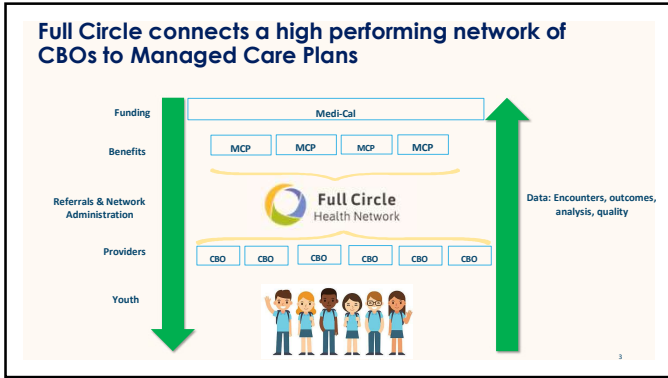 Full Circle connects a high performing network of
CBOs to Managed Care Plans
Funding
Medi-Cal
Benefits
MCP
MCP
MCP
MCP
Referrals & Network
Administration
Full Circle
Health Network
Data: Encounters, outcomes,
analysis, quality
Providers
CBO
CBO
CBO
CBO
CBO
CBO
Youth
3